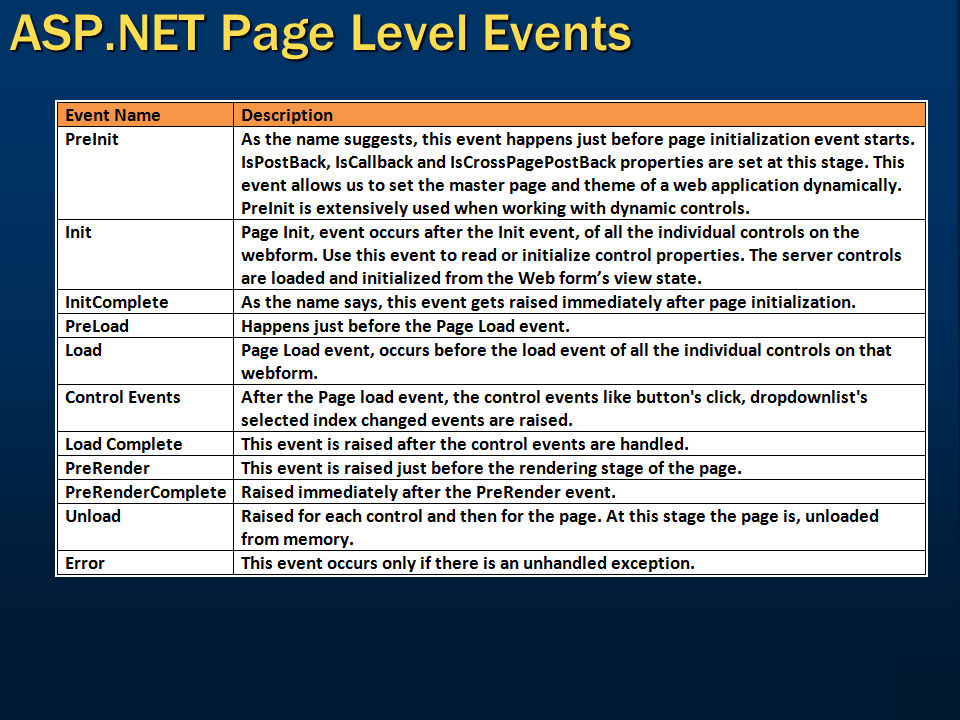 ASP.NET Page Level Events
Event Name Description
PreInit As the name suggests, this event happens just before page initialization event starts.
IsPostBack, IsCallback and IsCrossPagePostBack properties are set at this stage. This
event allows us to set the master page and theme of a web application dynamically.
PreInit is extensively used when working with dynamic controls.
Init Page Init, event occurs after the Init event, of all the individual controls on the
webform. Use this event to read or initialize control properties. The server controls
are loaded and initialized from the Web form’s view state.
InitComplete As the name says, this event gets raised immediately after page initialization.
PreLoad Happens just before the Page Load event.
Load Page Load event, occurs before the load event of all the individual controls on that
webform.
Control Events After the Page load event, the control events like button's click, dropdownlist's
selected index changed events are raised.
Load Complete This event is raised after the control events are handled.
PreRender This event is raised just before the rendering stage of the page.
PreRenderComplete Raised immediately after the PreRender event.
Unload Raised for each control and then for the page. At this stage the page is, unloaded
from memory.
Error This event occurs only if there is an unhandled exception.